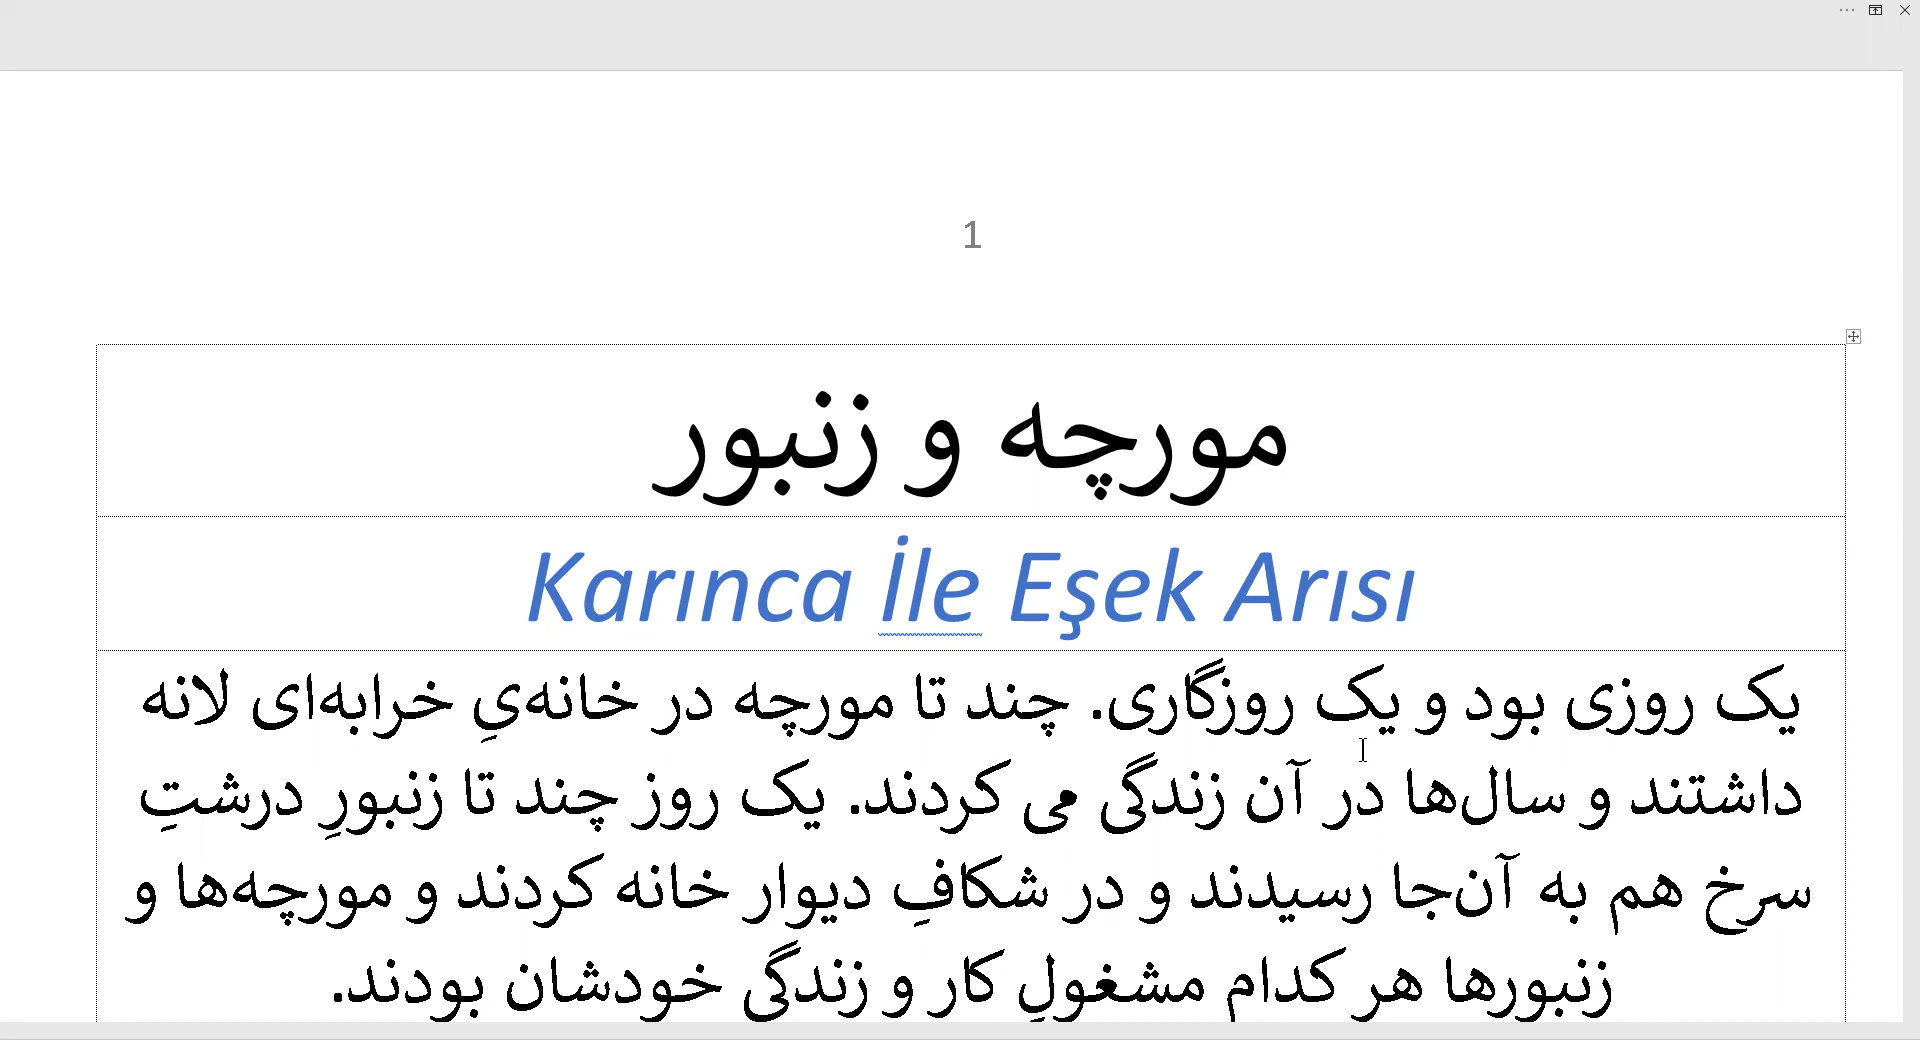 1
مورچه و زنبور
Karınca İle Eşek Arısı
یک روزی بود و یک روزگاری. چند تا مورچه در خانه‌یِ خرابه‌ای لانه
داشتند و سال‌ها در آن زندگی می کردند. یک روز چند تا زنبورِ درشتِ
سرخ هم به آن‌جا رسیدند و در شکافِ دیوار خانه کردند و مورچه‌ها و
زنبورها هر کدام مشغولِ کار و زندگی خودشان بودند.